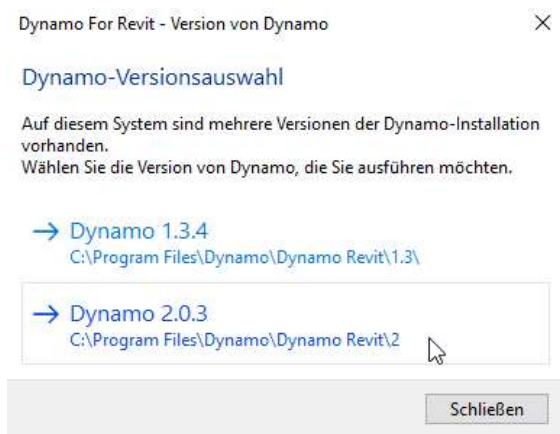 Dynamo For Revit - Version von Dynamo
Dynamo-Versionsauswahl
Auf diesem System sind mehrere Versionen der Dynamo-Installation
vorhanden.
Wählen Sie die Version von Dynamo, die Sie ausführen möchten.
Dynamo 1.3.4
C:\Program Files\Dynamo\Dynamo Revit\1.3\
Dynamo 2.0.3
C:\Program Files\Dynamo\Dynamo Revit\2
Schließen